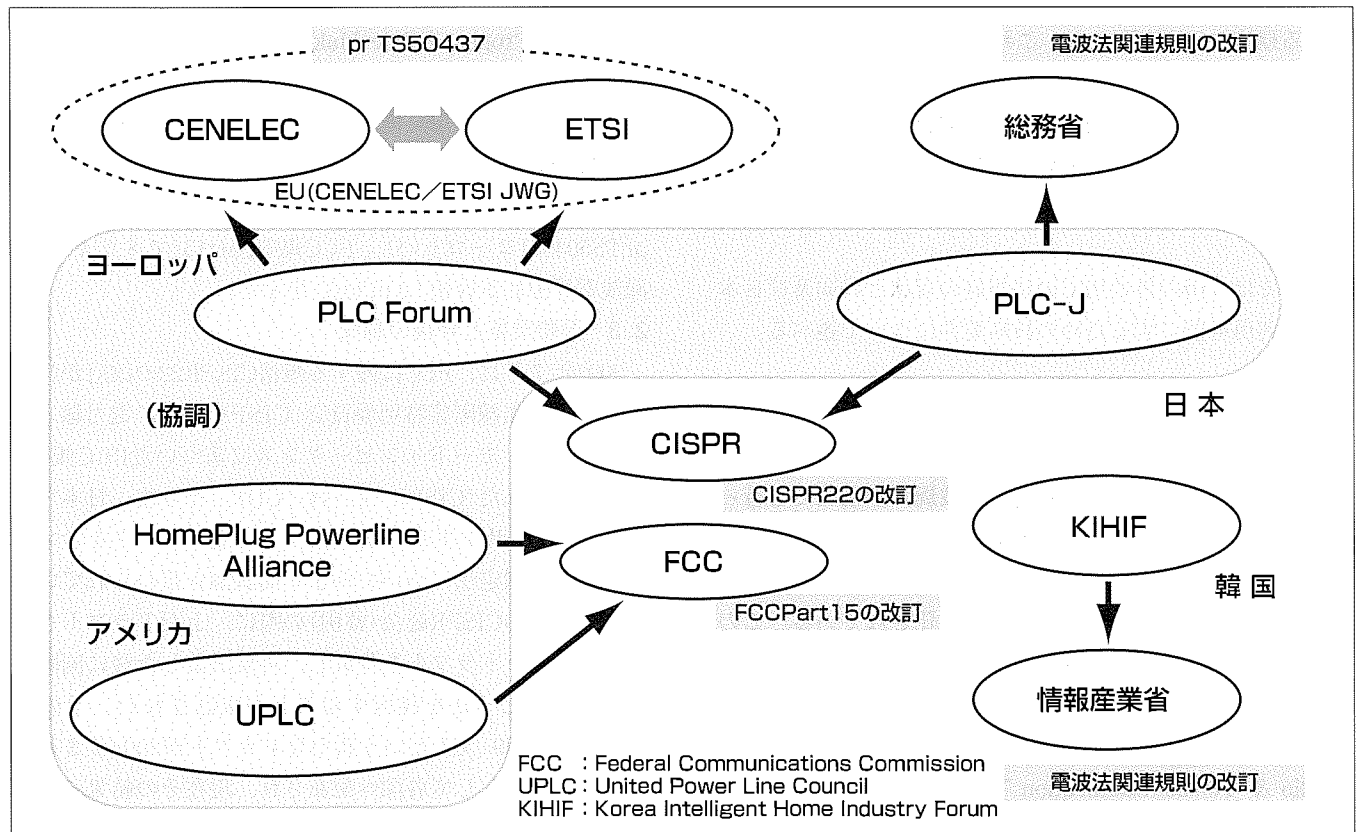 pr TS50437
CENELEC
ETSI
EU(CENELEC／ETSI JWG)
電波法関連規則の改訂
総務省
ヨーロッパ
PLC Forum
PLC-J
日 本
（協調）
CISPR
CISPR22の改訂
HomePlug Powerline
Alliance
FCC
FCCPart15の改訂
KIHIF
韓 国
アメリカ
UPLC
情報産業省
電波法関連規則の改訂
FCC : Federal Communications Commission
UPLC : United Power Line Council
KIHIF : Korea Intelligent Home Industry Forum